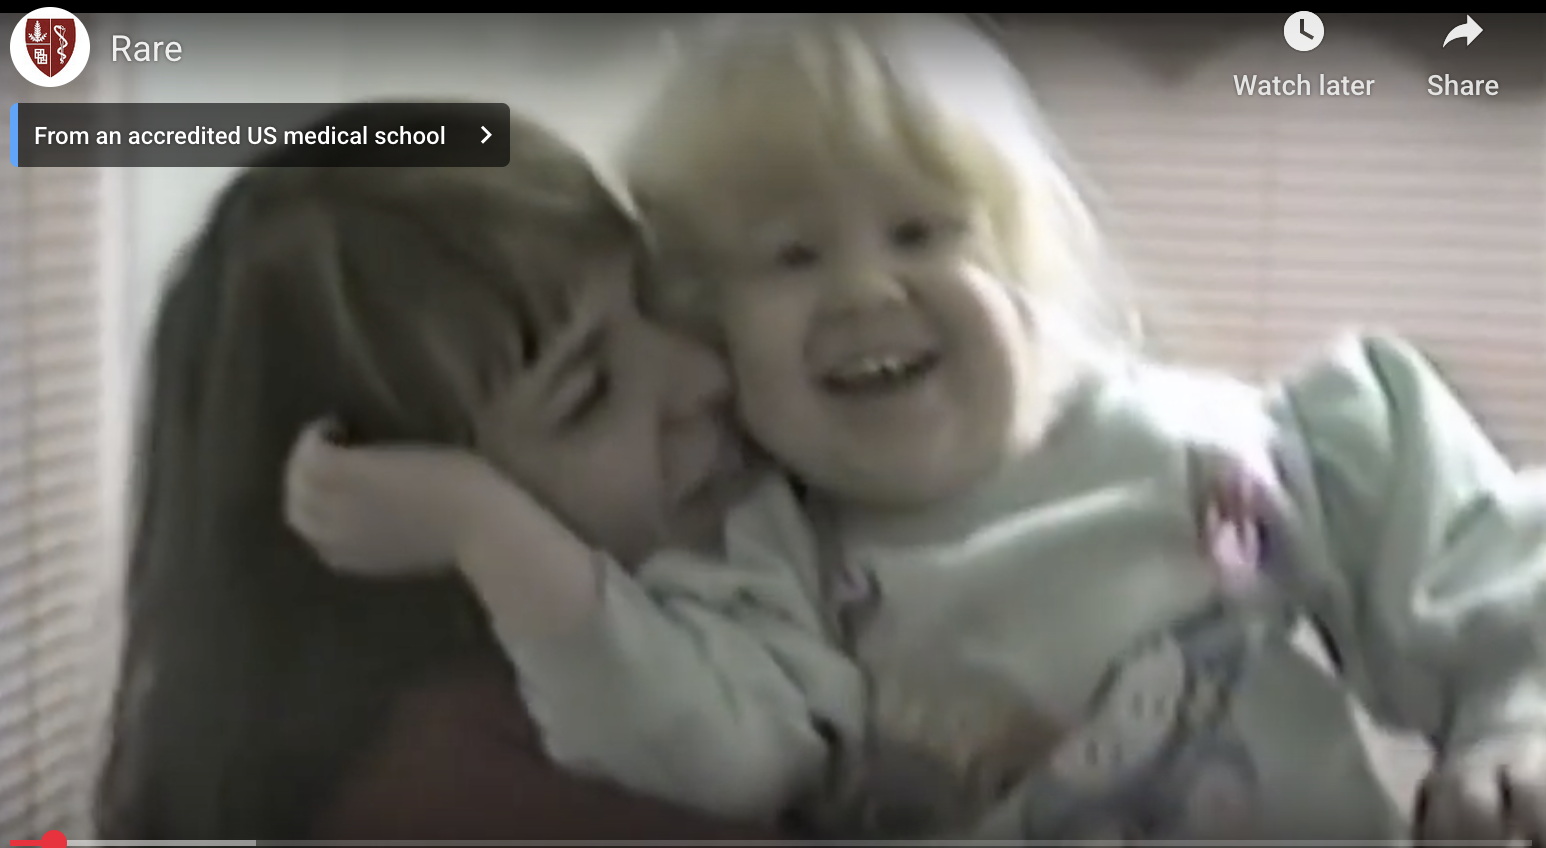 Rare
Watch later
Share
From an accredited US medical school